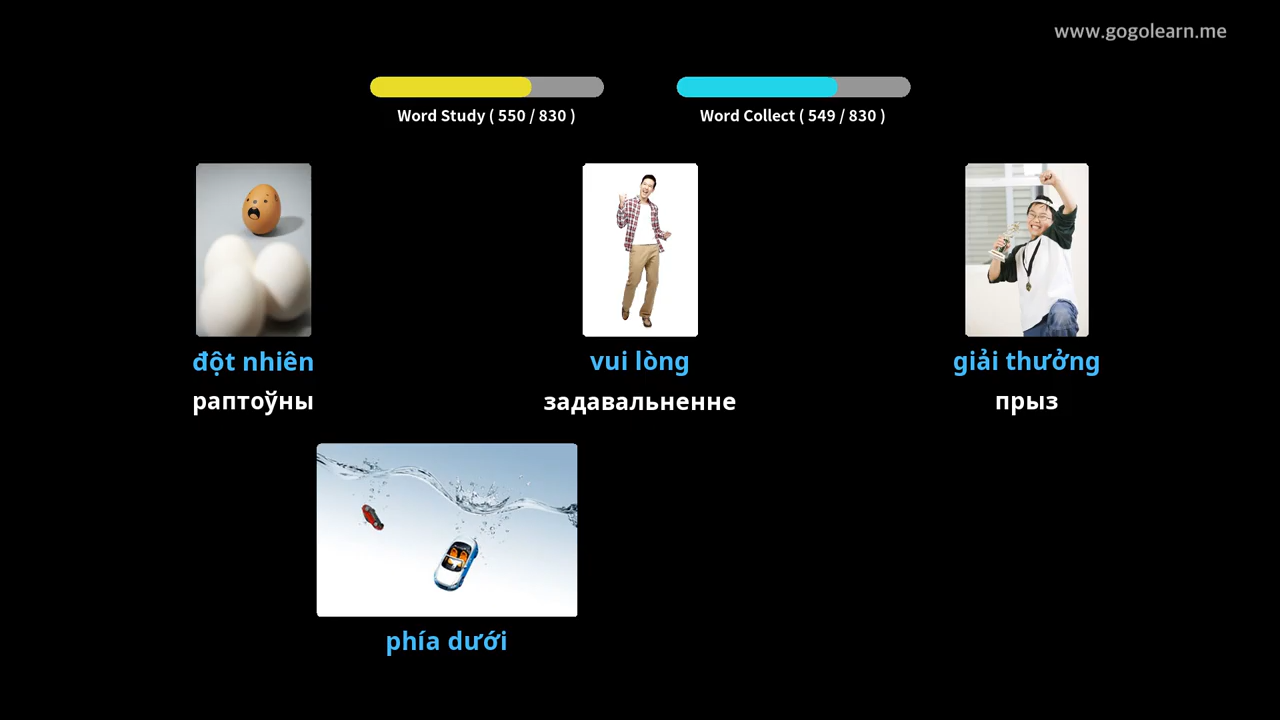 www.gogolearn.me
Word Study ( 550 / 830 )
Word Collect ( 549 / 830 )
đột nhiên
раптоўны
vui lòng
задавальненне
giải thưởng
прыз
phía dưới